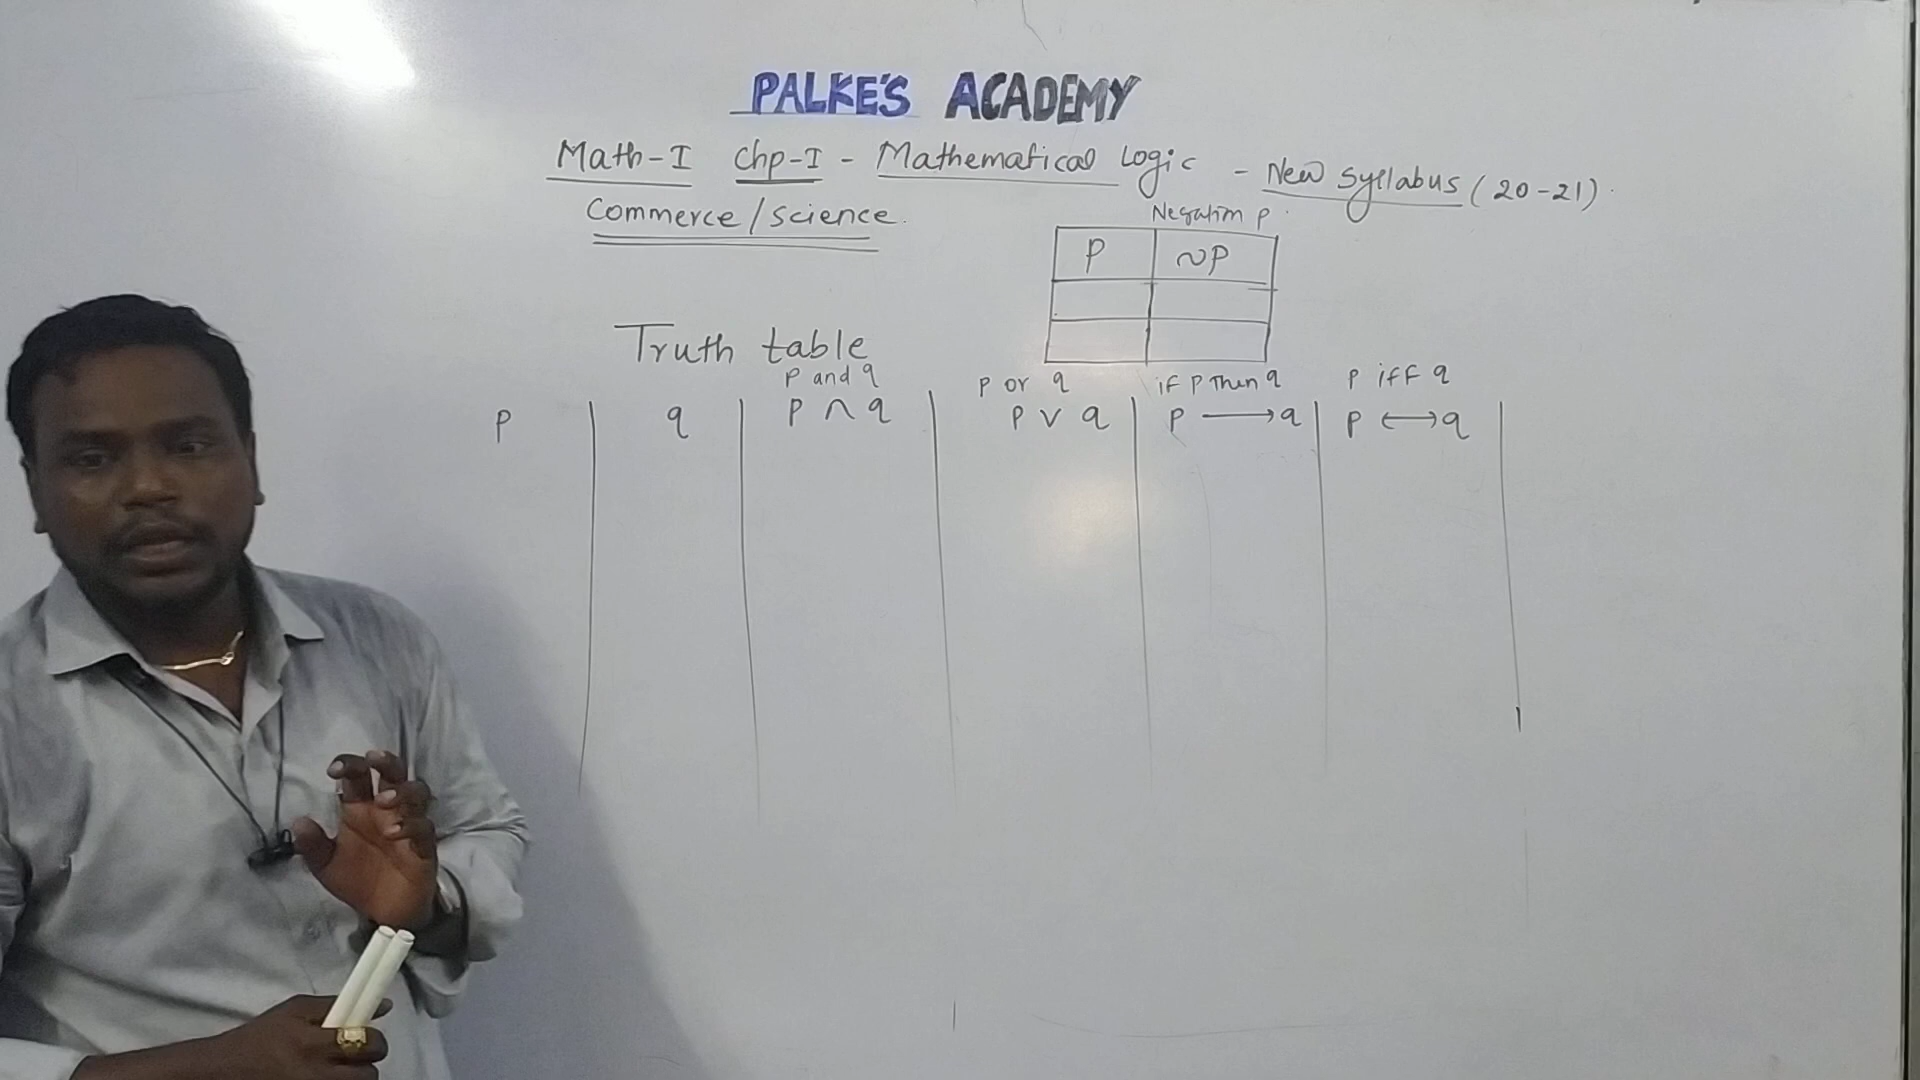 PALKE'S ACADEMY
Math-I Chp-I - Mathematical Logic - New Syllabus (20-21).
Commerce/science.
Negation p.
p ~p
Truth table
p and q p or q if p Then q p iff q
p q p ∧ q p ∨ q p → q p ↔ q